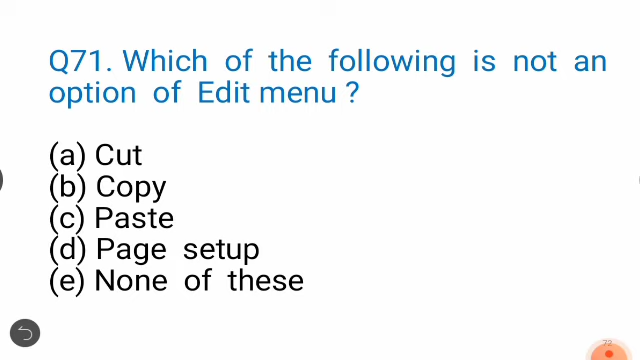 Q71. Which of the following is not an
option of Edit menu ?
(a) Cut
(b) Copy
(c) Paste
(d) Page setup
(e) None of these
72